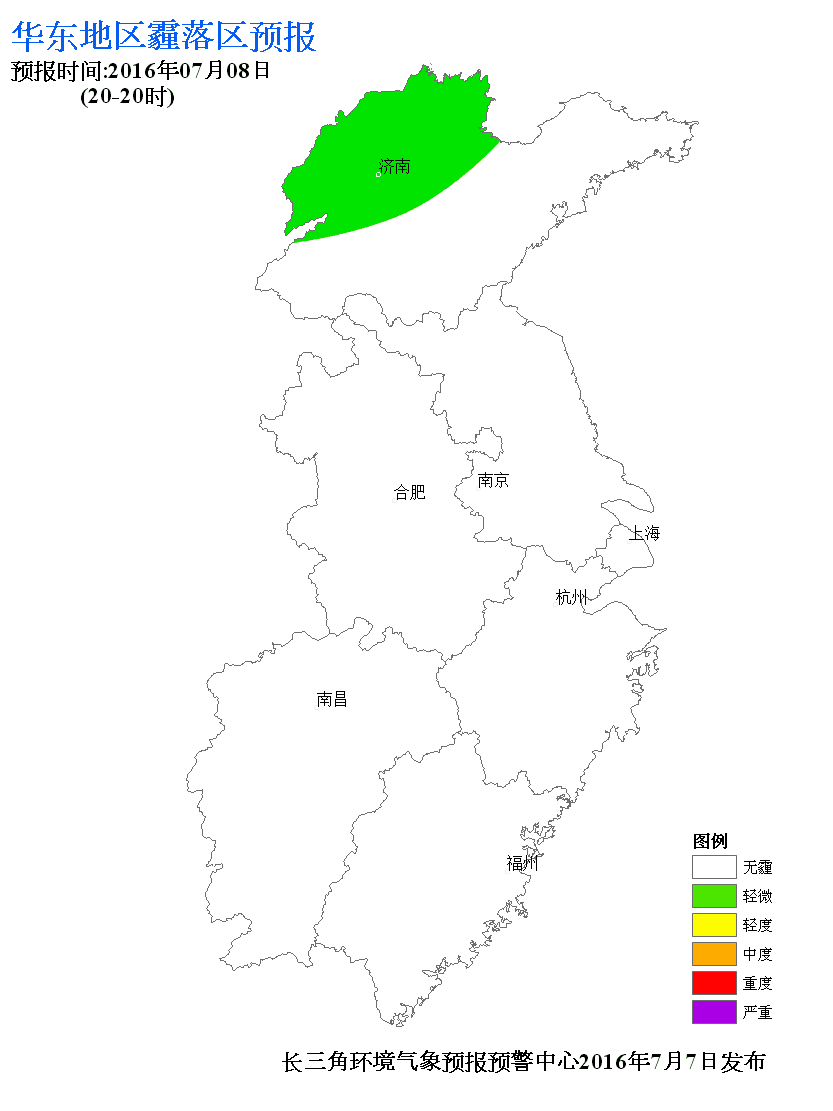 华东地区霾落区预报
预报时间:2016年07月08日
(20-20时)
济南
南京
合肥
上海
杭州
南昌
福州
图例
无霾
轻微
轻度
中度
重度
严重
长三角环境气象预报预警中心2016年7月7日发布